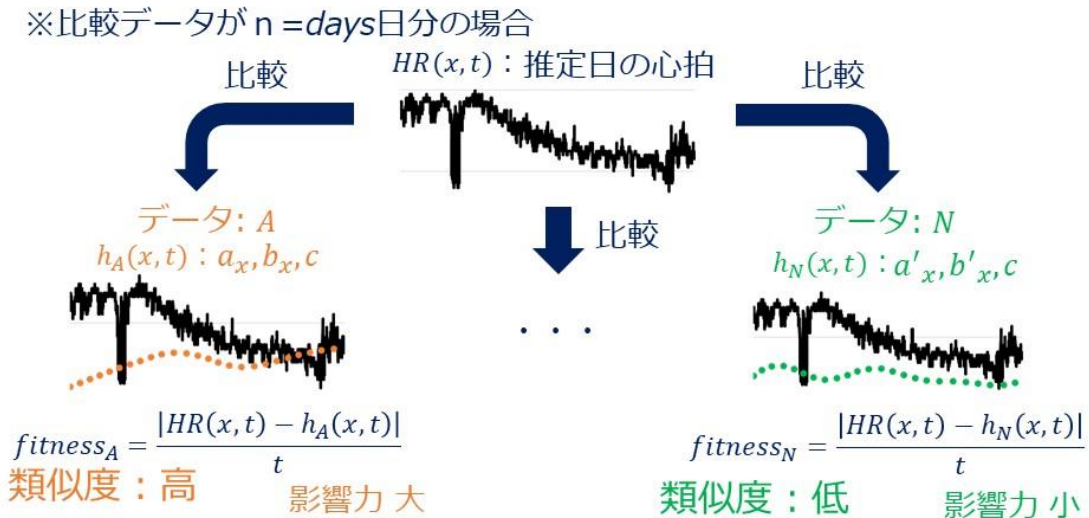 ※比較データが n =days日分の場合
HR(x,t)：推定日の心拍
比較
比較
比較
データ: A
h_A(x,t)：a_x, b_x, c
データ: N
h_N(x,t)：a'_x, b'_x, c
・・・
fitness_A = |HR(x,t) − h_A(x,t)| / t
類似度：高
影響力 大
fitness_N = |HR(x,t) − h_N(x,t)| / t
類似度：低
影響力 小